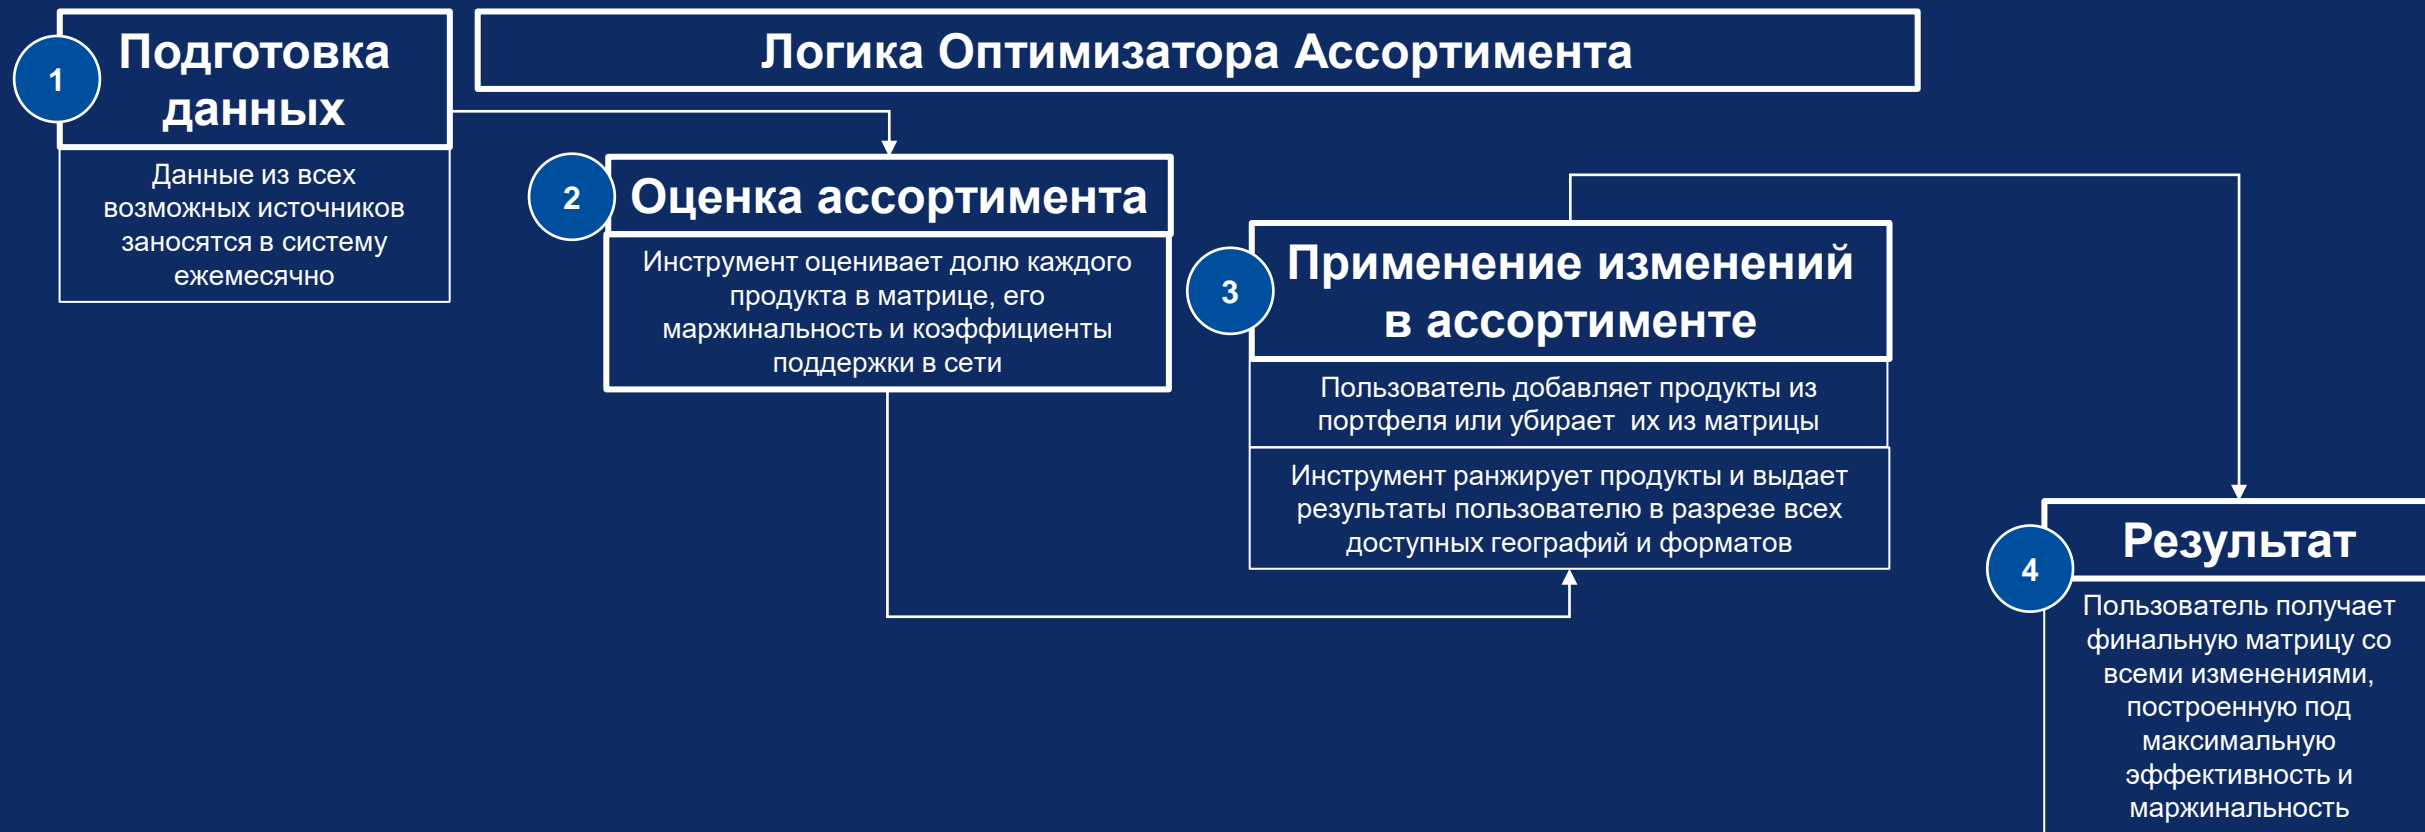 1
Подготовка
данных
Данные из всех
возможных источников
заносятся в систему
ежемесячно
Логика Оптимизатора Ассортимента
2
Оценка ассортимента
Инструмент оценивает долю каждого
продукта в матрице, его
маржинальность и коэффициенты
поддержки в сети
3
Применение изменений
в ассортименте
Пользователь добавляет продукты из
портфеля или убирает  их из матрицы
Инструмент ранжирует продукты и выдает
результаты пользователю в разрезе всех
доступных географий и форматов
4
Результат
Пользователь получает
финальную матрицу со
всеми изменениями,
построенную под
максимальную
эффективность и
маржинальность